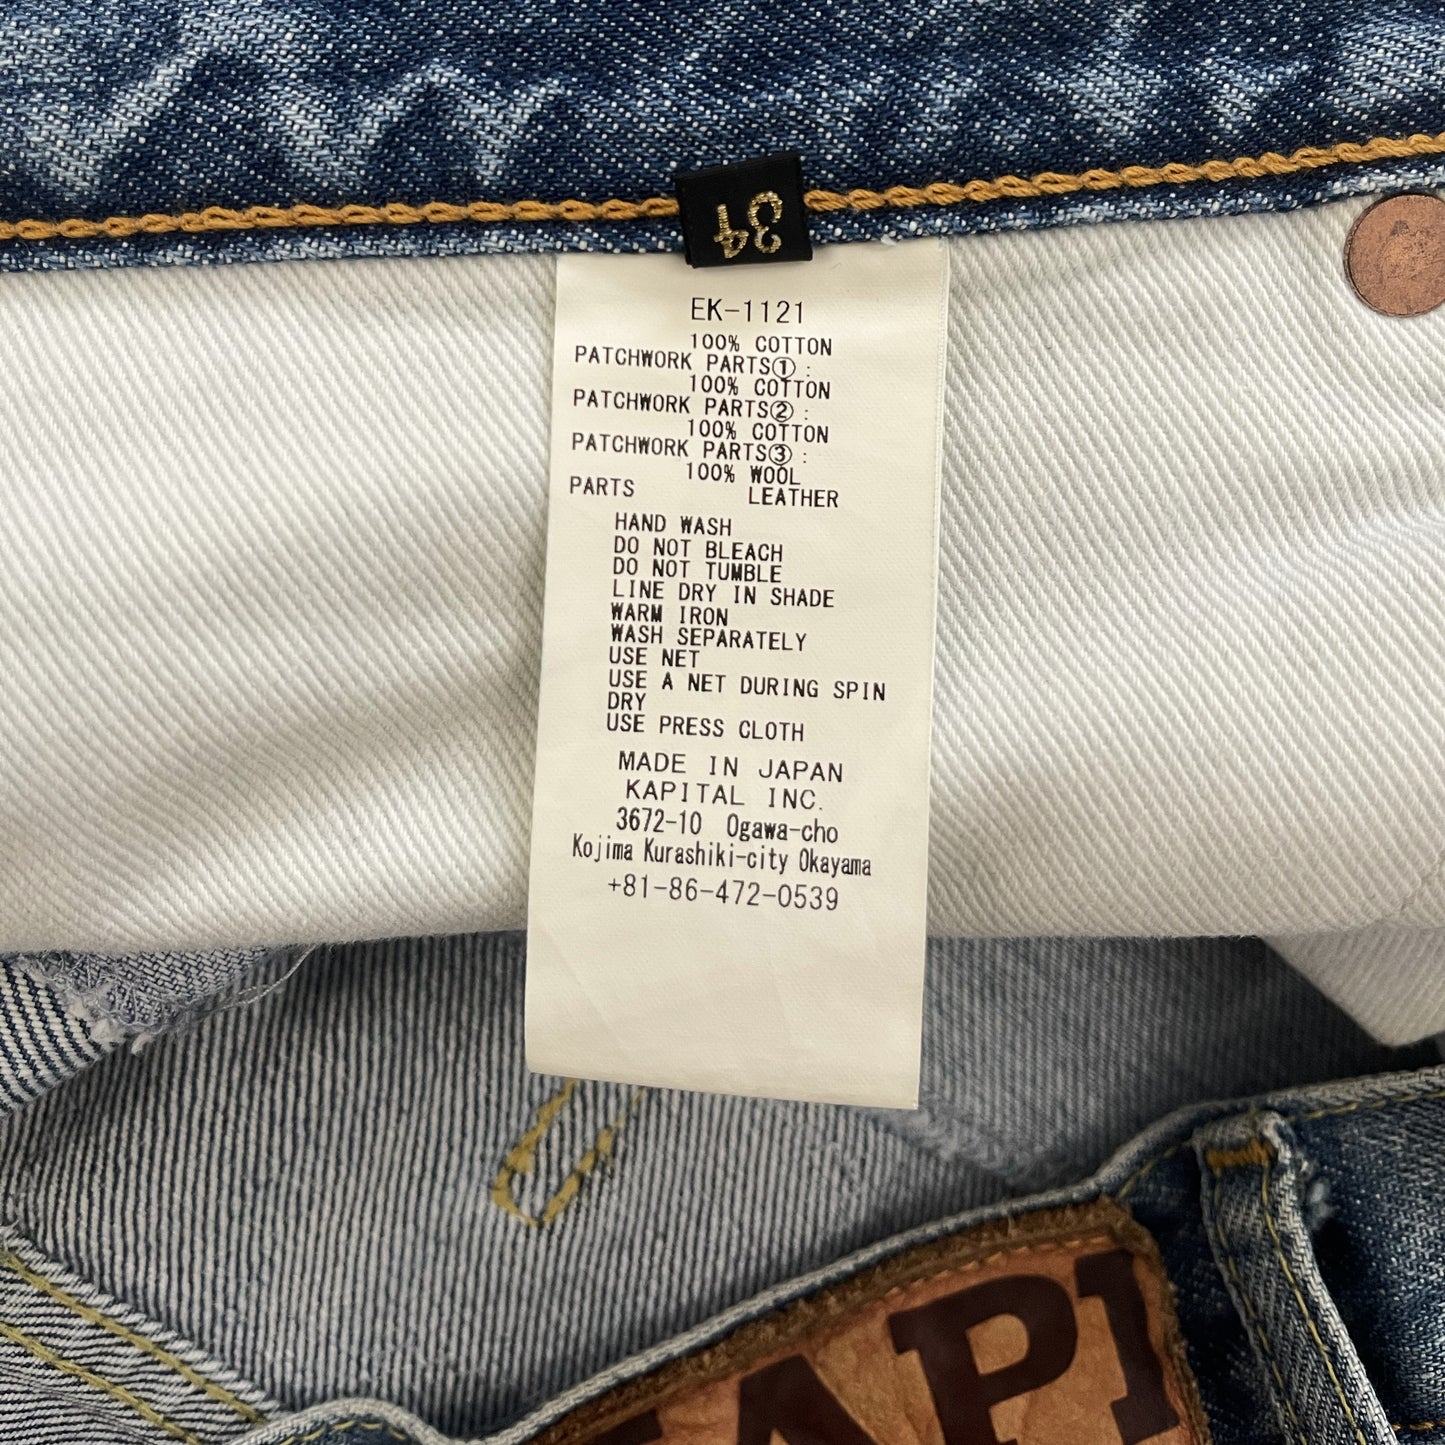 34
EK-1121
100% COTTON
PATCHWORK PARTS① :
100% COTTON
PATCHWORK PARTS② :
100% COTTON
PATCHWORK PARTS③ :
100% WOOL
PARTS LEATHER
HAND WASH
DO NOT BLEACH
DO NOT TUMBLE
LINE DRY IN SHADE
WARM IRON
WASH SEPARATELY
USE NET
USE A NET DURING SPIN
DRY
USE PRESS CLOTH
MADE IN JAPAN
KAPITAL INC.
3672-10 Ogawa-cho
Kojima Kurashiki-city Okayama
+81-86-472-0539
KAPI